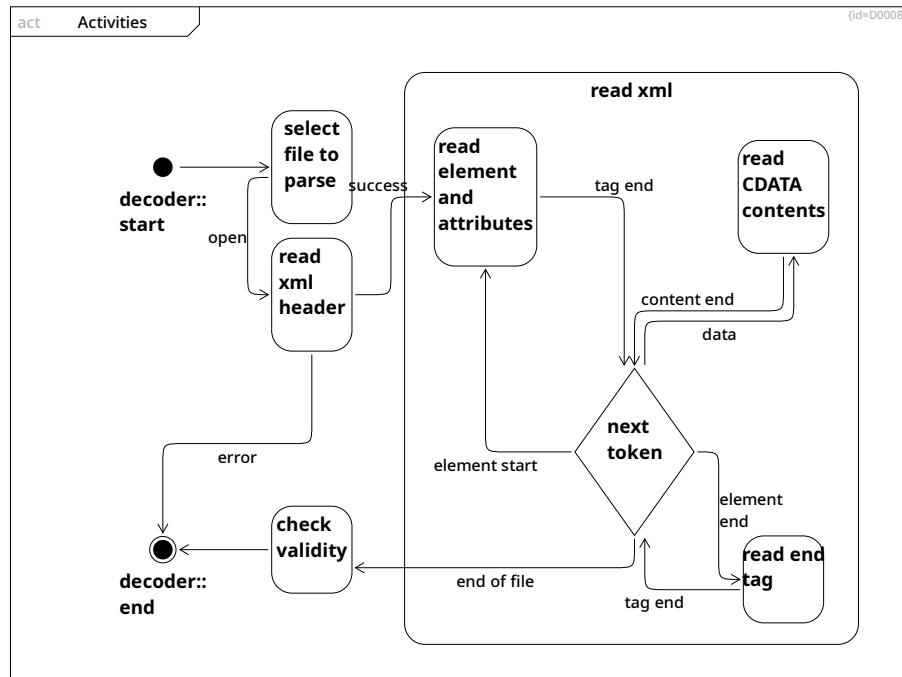 act Activities
{id=D0008
read xml
select
file to
parse
read
element
and
attributes
read
CDATA
contents
decoder::
start
success
tag end
open
read
xml
header
content end
data
next
token
error
element start
element
end
check
validity
read end
tag
decoder::
end
end of file
tag end